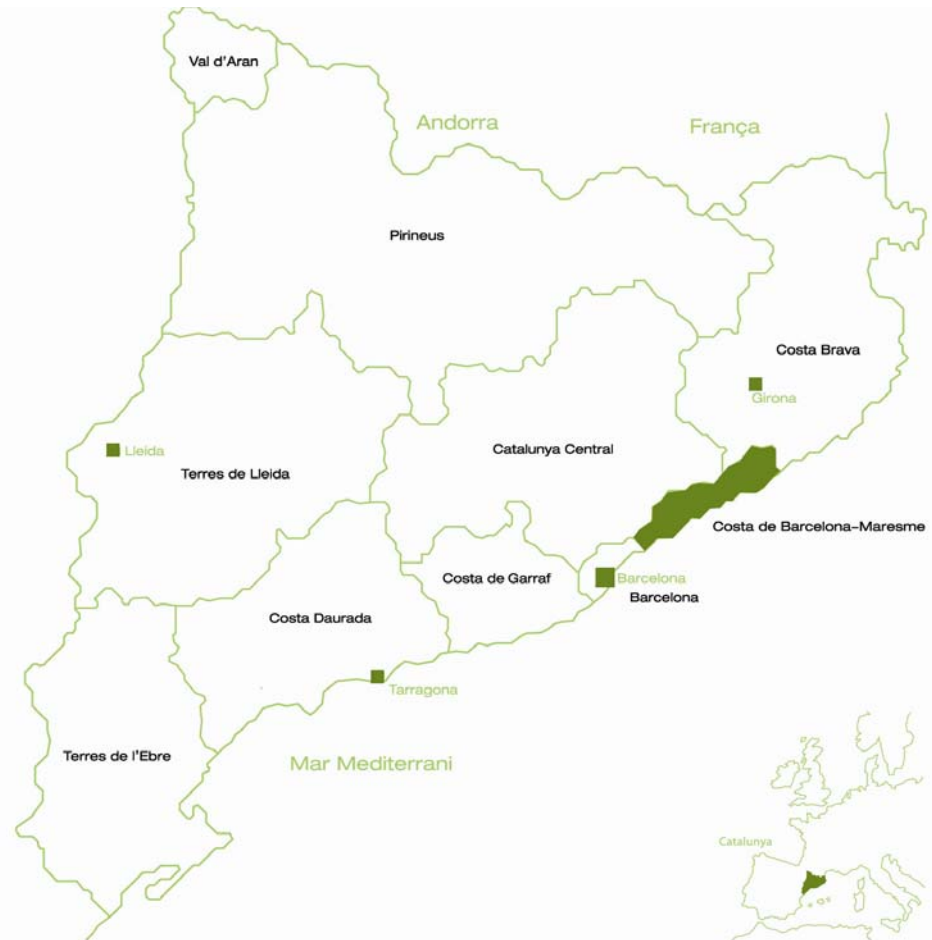 Val d'Aran
Andorra
França
Pirineus
Costa Brava
Girona
Lleida
Catalunya Central
Terres de Lleida
Costa de Barcelona-Maresme
Costa de Garraf
Barcelona
Barcelona
Costa Daurada
Tarragona
Terres de l'Ebre
Mar Mediterrani
Catalunya